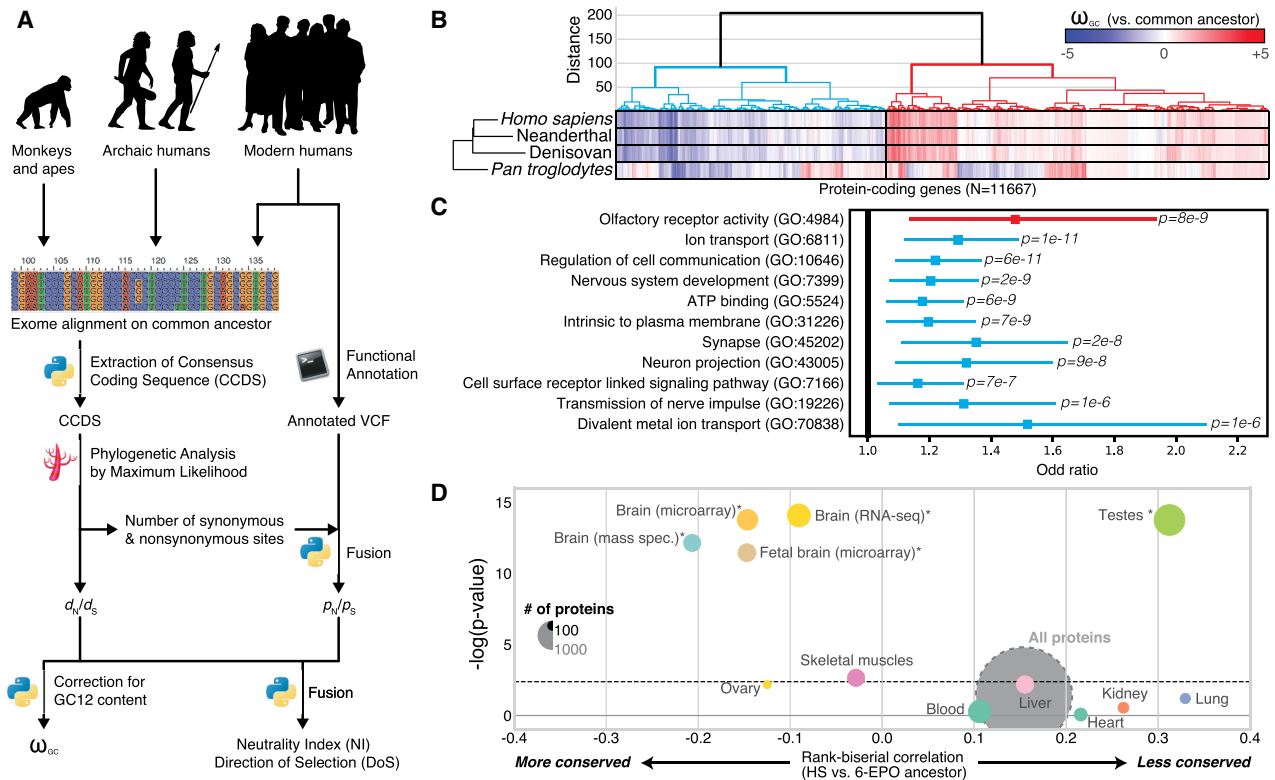 A
Monkeys
and apes
Archaic humans
Modern humans
100 105 110 115 120 125 130 135
Exome alignment on common ancestor
Extraction of Consensus
Coding Sequence (CCDS)
Functional
Annotation
CCDS
Annotated VCF
Phylogenetic Analysis
by Maximum Likelihood
Number of synonymous
& nonsynonymous sites
Fusion
dN/dS
pN/pS
Correction for
GC12 content
Fusion
ωGC
Neutrality Index (NI)
Direction of Selection (DoS)
B
Distance
200
150
100
50
ωGC (vs. common ancestor)
-5 0 +5
Homo sapiens
Neanderthal
Denisovan
Pan troglodytes
Protein-coding genes (N=11667)
C
Olfactory receptor activity (GO:4984) p=8e-9
Ion transport (GO:6811) p=1e-11
Regulation of cell communication (GO:10646) p=6e-11
Nervous system development (GO:7399) p=2e-9
ATP binding (GO:5524) p=6e-9
Intrinsic to plasma membrane (GO:31226) p=7e-9
Synapse (GO:45202) p=2e-8
Neuron projection (GO:43005) p=9e-8
Cell surface receptor linked signaling pathway (GO:7166) p=7e-7
Transmission of nerve impulse (GO:19226) p=1e-6
Divalent metal ion transport (GO:70838) p=1e-6
1.0 1.2 1.4 1.6 1.8 2.0 2.2
Odd ratio
D
-log(p-value)
15
10
5
0
Brain (microarray)*
Brain (RNA-seq)*
Testes *
Brain (mass spec.)*
Fetal brain (microarray)*
# of proteins
100
1000
All proteins
Skeletal muscles
Ovary
Liver
Kidney
Lung
Blood
Heart
-0.4 -0.3 -0.2 -0.1 0.0 0.1 0.2 0.3 0.4
More conserved
Rank-biserial correlation
(HS vs. 6-EPO ancestor)
Less conserved